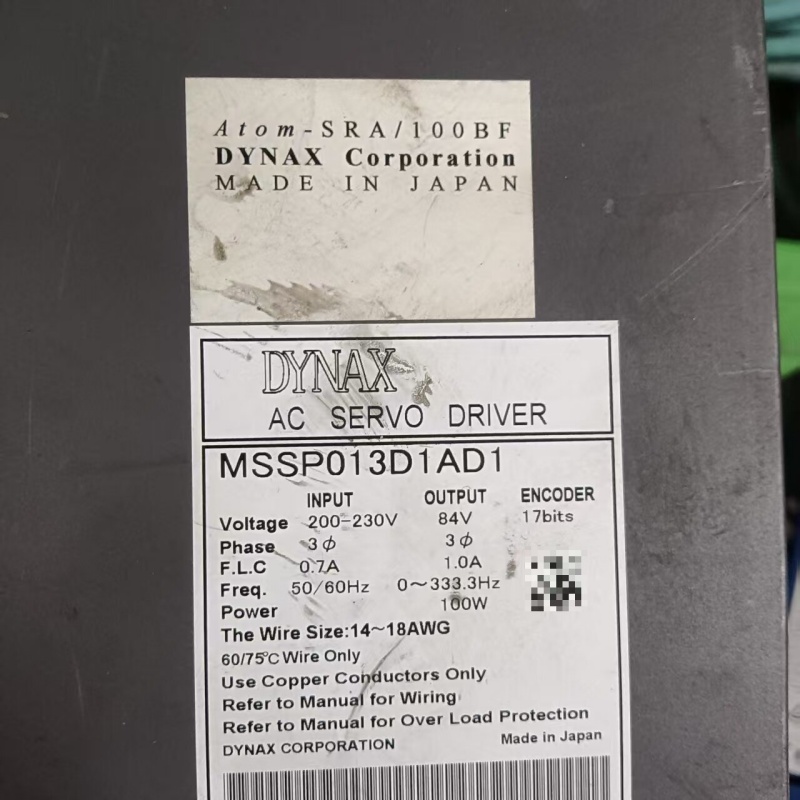 Atom-SRA/100BF
DYNAX Corporation
MADE IN JAPAN
DYNAX
AC SERVO DRIVER
MSSP013D1AD1
INPUT OUTPUT ENCODER
Voltage 200-230V 84V 17bits
Phase 3ϕ 3ϕ
F.L.C 0.7A 1.0A
Freq. 50/60Hz 0~333.3Hz
Power 100W
The Wire Size:14~18AWG
60/75℃ Wire Only
Use Copper Conductors Only
Refer to Manual for Wiring
Refer to Manual for Over Load Protection
DYNAX CORPORATION Made in Japan